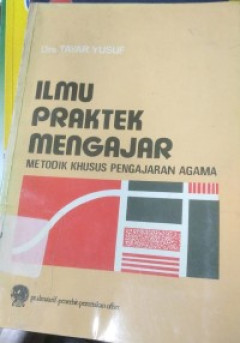 Drs TAYAR YUSUF
ILMU
PRAKTEK
MENGAJAR
METODIK KHUSUS PENGAJARAN AGAMA